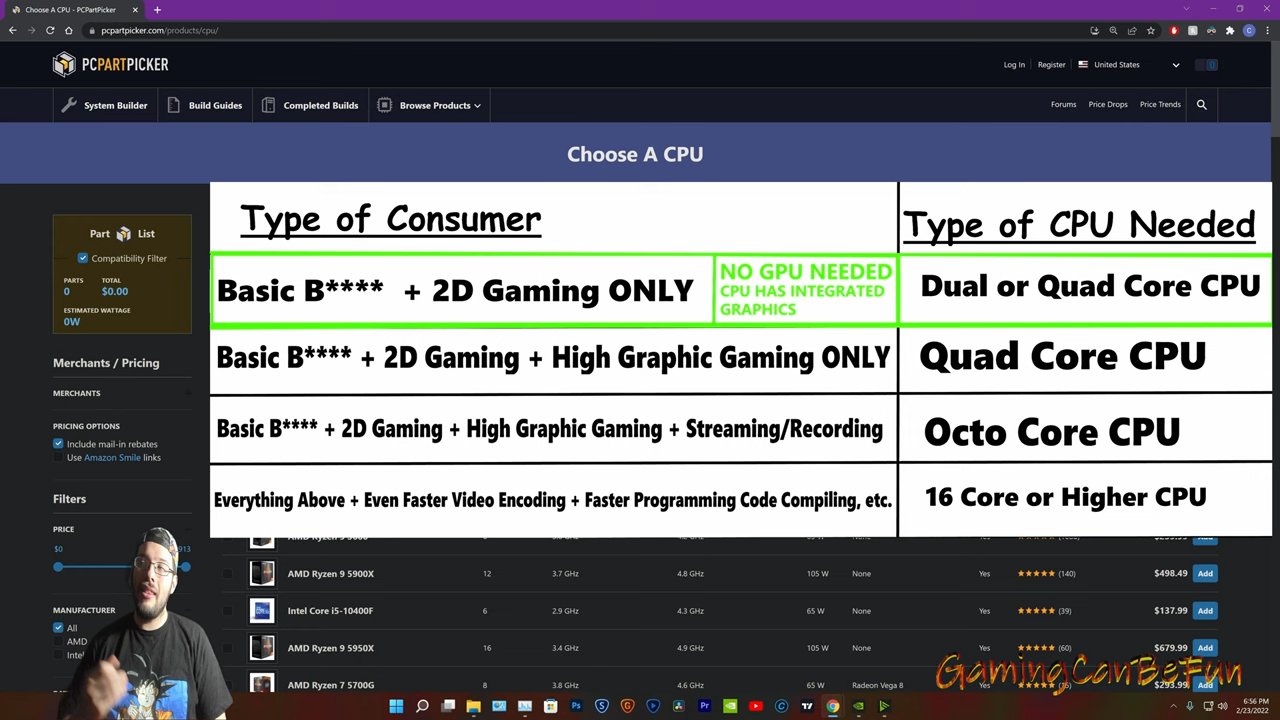 Choose A CPU - PCPartPicker
pcpartpicker.com/products/cpu/
PCPARTPICKER
Log In
Register
United States
System Builder
Build Guides
Completed Builds
Browse Products
Forums
Price Drops
Price Trends
Choose A CPU
Part List
Compatibility Filter
PARTS
TOTAL
0
$0.00
ESTIMATED WATTAGE
0W
Merchants / Pricing
MERCHANTS
PRICING OPTIONS
Include mail-in rebates
Use Amazon Smile links
Filters
PRICE
$0
913
MANUFACTURER
All
AMD
Intel
Type of Consumer
Type of CPU Needed
Basic B**** + 2D Gaming ONLY
NO GPU NEEDED
CPU HAS INTEGRATED
GRAPHICS
Dual or Quad Core CPU
Basic B**** + 2D Gaming + High Graphic Gaming ONLY
Quad Core CPU
Basic B**** + 2D Gaming + High Graphic Gaming + Streaming/Recording
Octo Core CPU
Everything Above + Even Faster Video Encoding + Faster Programming Code Compiling, etc.
16 Core or Higher CPU
AMD Ryzen 9 5900X 12 3.7 GHz 4.8 GHz 105 W None Yes (140) $498.49 Add
Intel Core i5-10400F 6 2.9 GHz 4.3 GHz 65 W None Yes (39) $137.99 Add
AMD Ryzen 9 5950X 16 3.4 GHz 4.9 GHz 105 W None Yes (60) $679.99 Add
AMD Ryzen 7 5700G 8 3.8 GHz 4.6 GHz 65 W Radeon Vega 8 Yes $293.99 Add
GamingCanBeFun
6:56 PM
2/23/2022